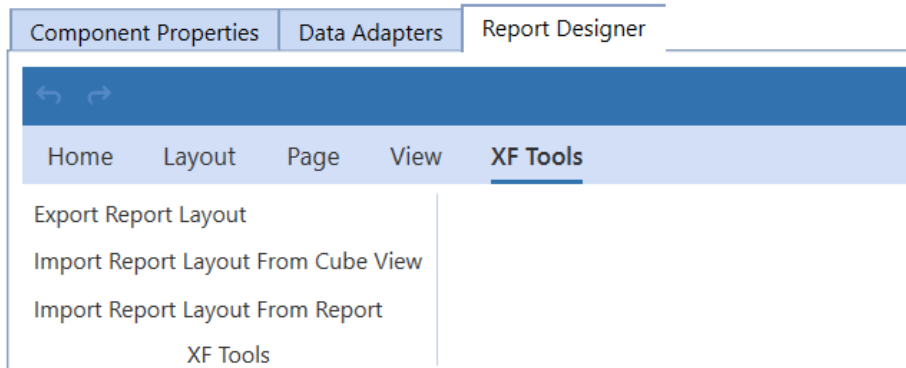 Component Properties Data Adapters Report Designer
Home Layout Page View XF Tools
Export Report Layout
Import Report Layout From Cube View
Import Report Layout From Report
XF Tools